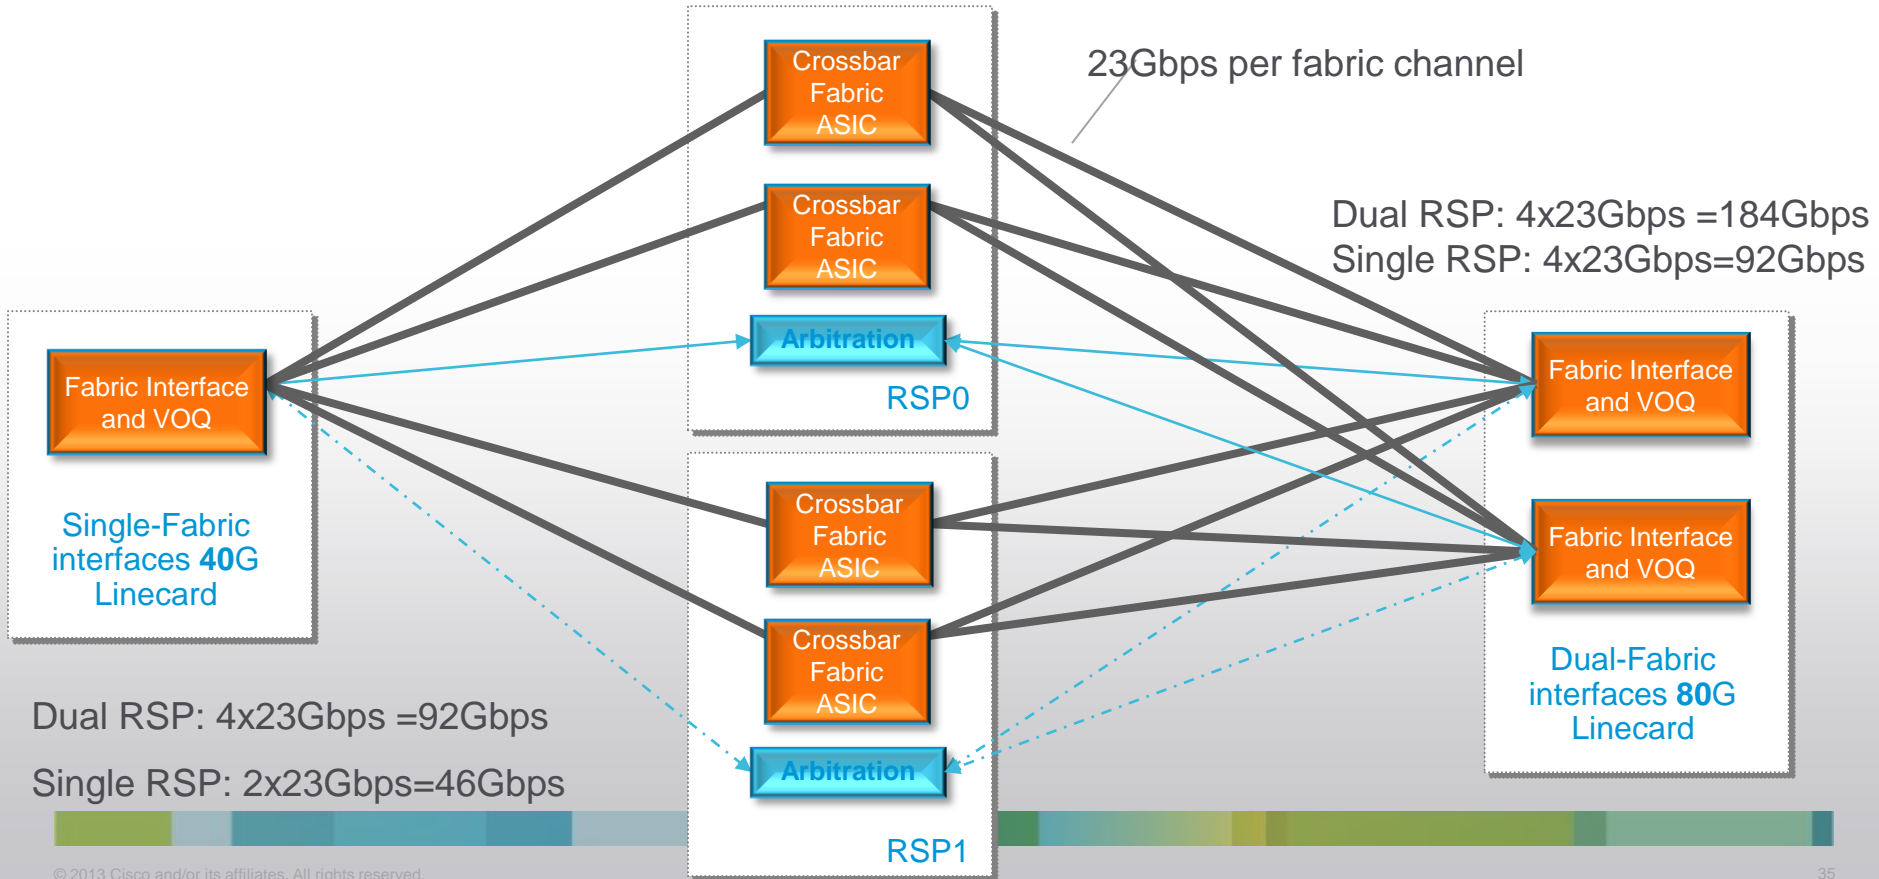 Crossbar
Fabric
ASIC
23Gbps per fabric channel
Crossbar
Fabric
ASIC
Dual RSP: 4x23Gbps =184Gbps
Single RSP: 4x23Gbps=92Gbps
Arbitration
RSP0
Fabric Interface
and VOQ
Single-Fabric
interfaces 40G
Linecard
Fabric Interface
and VOQ
Fabric Interface
and VOQ
Dual-Fabric
interfaces 80G
Linecard
Crossbar
Fabric
ASIC
Crossbar
Fabric
ASIC
Arbitration
RSP1
Dual RSP: 4x23Gbps =92Gbps
Single RSP: 2x23Gbps=46Gbps
© 2013 Cisco and/or its affiliates. All rights reserved.
35